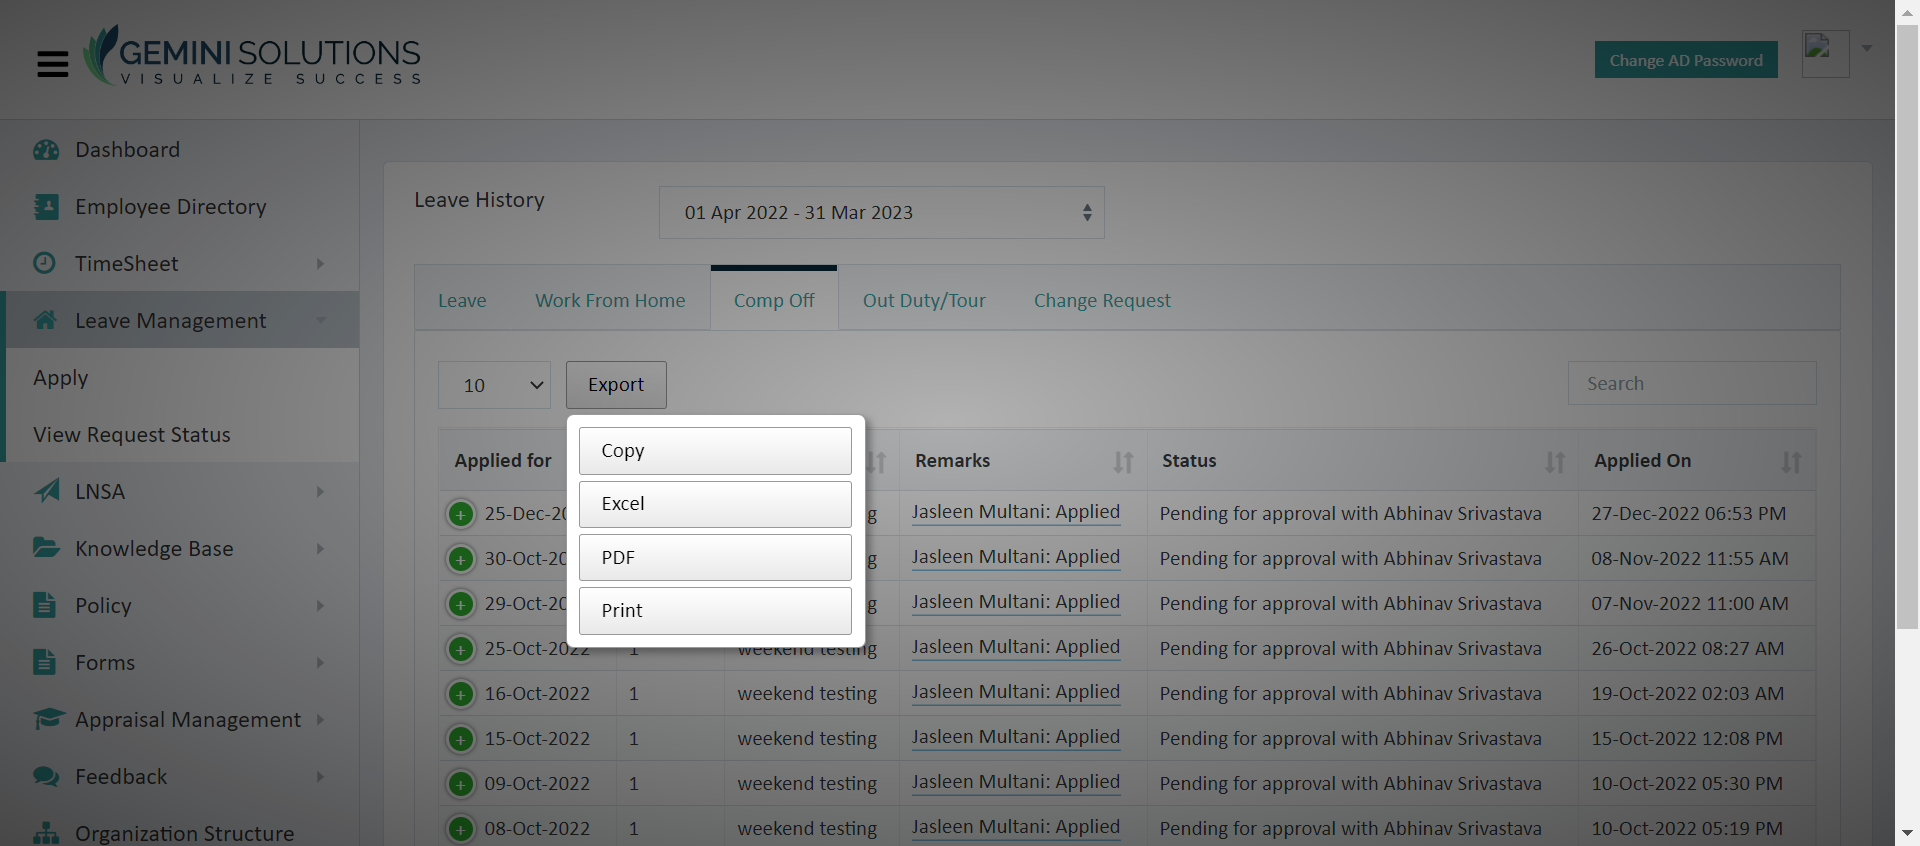 GEMINI SOLUTIONS
VISUALIZE SUCCESS
Change AD Password
Dashboard
Employee Directory
TimeSheet
Leave Management
Apply
View Request Status
LNSA
Knowledge Base
Policy
Forms
Appraisal Management
Feedback
Organization Structure
Leave History
01 Apr 2022 - 31 Mar 2023
Leave Work From Home Comp Off Out Duty/Tour Change Request
10 Export Search
Copy
Excel
PDF
Print
Applied for Remarks Status Applied On
25-Dec-20 g Jasleen Multani: Applied Pending for approval with Abhinav Srivastava 27-Dec-2022 06:53 PM
30-Oct-20 g Jasleen Multani: Applied Pending for approval with Abhinav Srivastava 08-Nov-2022 11:55 AM
29-Oct-20 g Jasleen Multani: Applied Pending for approval with Abhinav Srivastava 07-Nov-2022 11:00 AM
25-Oct-2022 1 weekend testing Jasleen Multani: Applied Pending for approval with Abhinav Srivastava 26-Oct-2022 08:27 AM
16-Oct-2022 1 weekend testing Jasleen Multani: Applied Pending for approval with Abhinav Srivastava 19-Oct-2022 02:03 AM
15-Oct-2022 1 weekend testing Jasleen Multani: Applied Pending for approval with Abhinav Srivastava 15-Oct-2022 12:08 PM
09-Oct-2022 1 weekend testing Jasleen Multani: Applied Pending for approval with Abhinav Srivastava 10-Oct-2022 05:30 PM
08-Oct-2022 1 weekend testing Jasleen Multani: Applied Pending for approval with Abhinav Srivastava 10-Oct-2022 05:19 PM